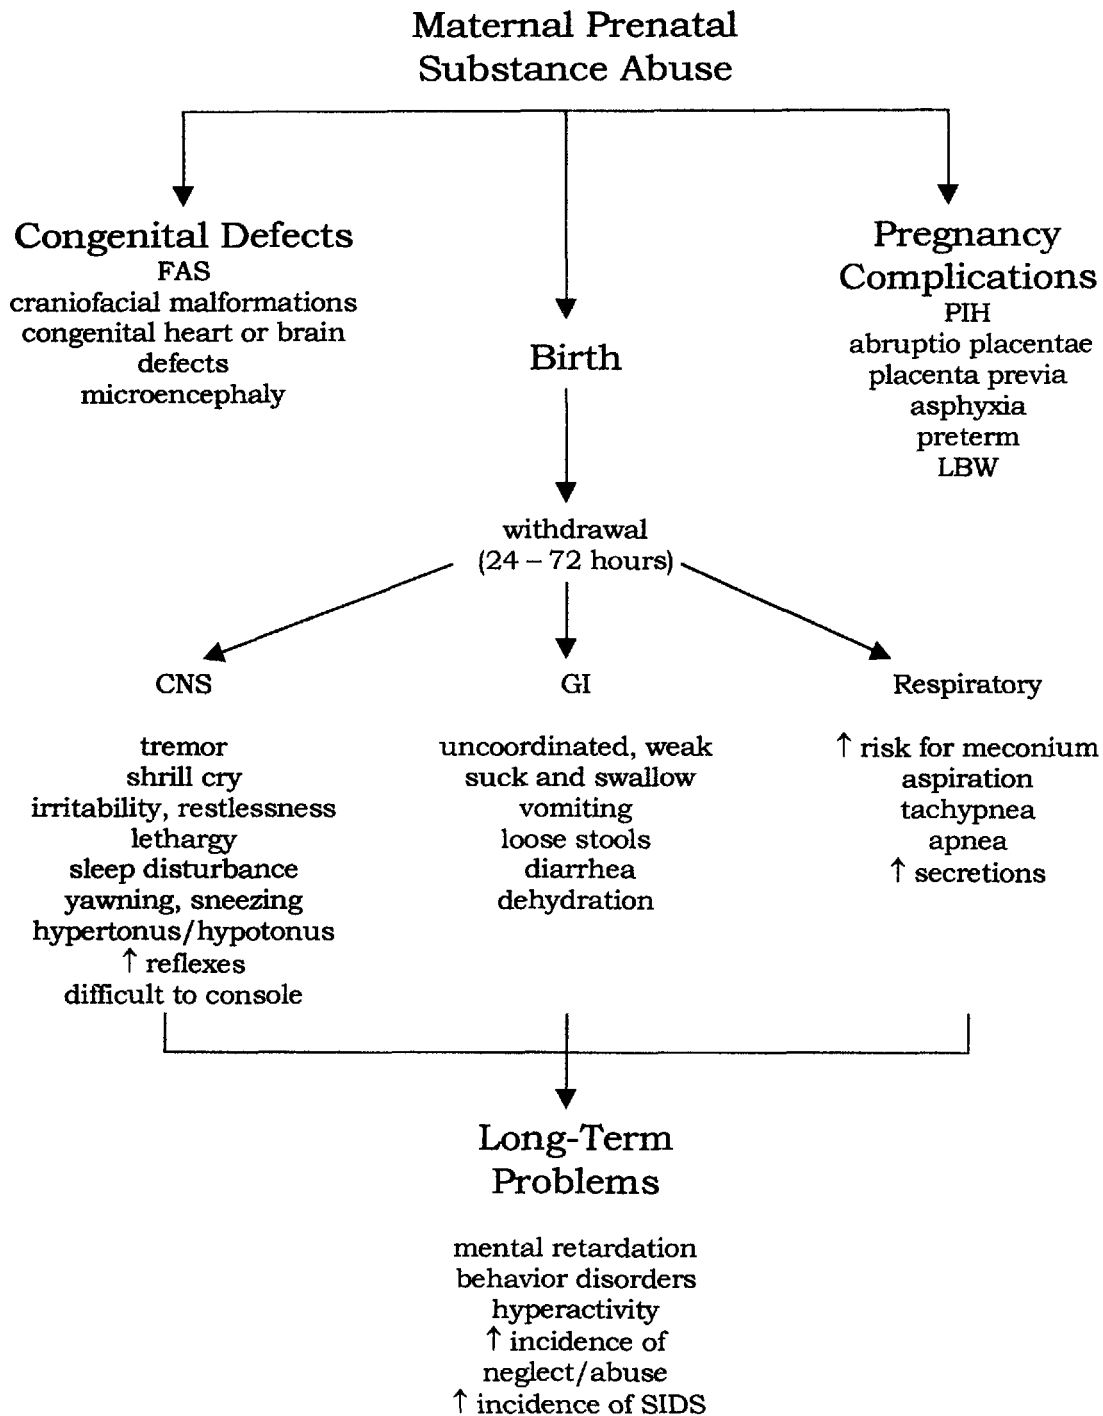 Maternal Prenatal
Substance Abuse
Congenital Defects
FAS
craniofacial malformations
congenital heart or brain
defects
microencephaly
Birth
Pregnancy
Complications
PIH
abruptio placentae
placenta previa
asphyxia
preterm
LBW
withdrawal
(24 – 72 hours)
CNS
tremor
shrill cry
irritability, restlessness
lethargy
sleep disturbance
yawning, sneezing
hypertonus/hypotonus
↑ reflexes
difficult to console
GI
uncoordinated, weak
suck and swallow
vomiting
loose stools
diarrhea
dehydration
Respiratory
↑ risk for meconium
aspiration
tachypnea
apnea
↑ secretions
Long-Term
Problems
mental retardation
behavior disorders
hyperactivity
↑ incidence of
neglect/abuse
↑ incidence of SIDS